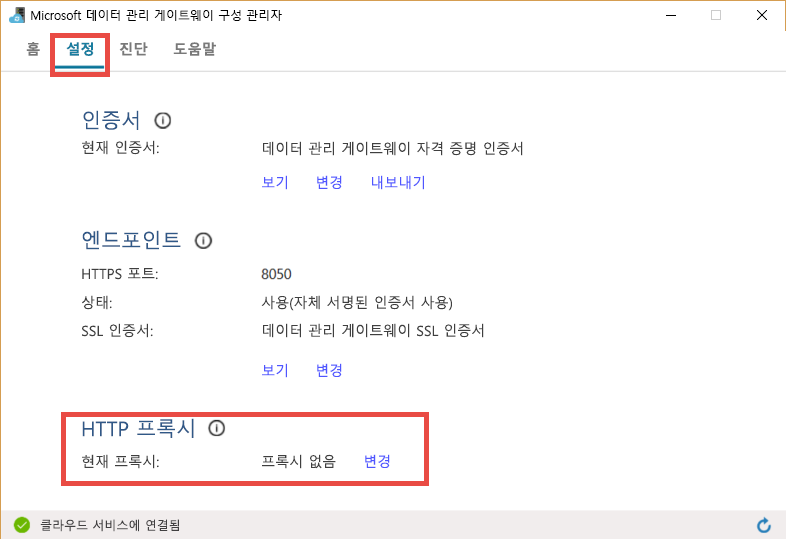 Microsoft 데이터 관리 게이트웨이 구성 관리자
홈 설정 진단 도움말
인증서
현재 인증서: 데이터 관리 게이트웨이 자격 증명 인증서
보기 변경 내보내기
엔드포인트
HTTPS 포트: 8050
상태: 사용(자체 서명된 인증서 사용)
SSL 인증서: 데이터 관리 게이트웨이 SSL 인증서
보기 변경
HTTP 프록시
현재 프록시: 프록시 없음 변경
클라우드 서비스에 연결됨